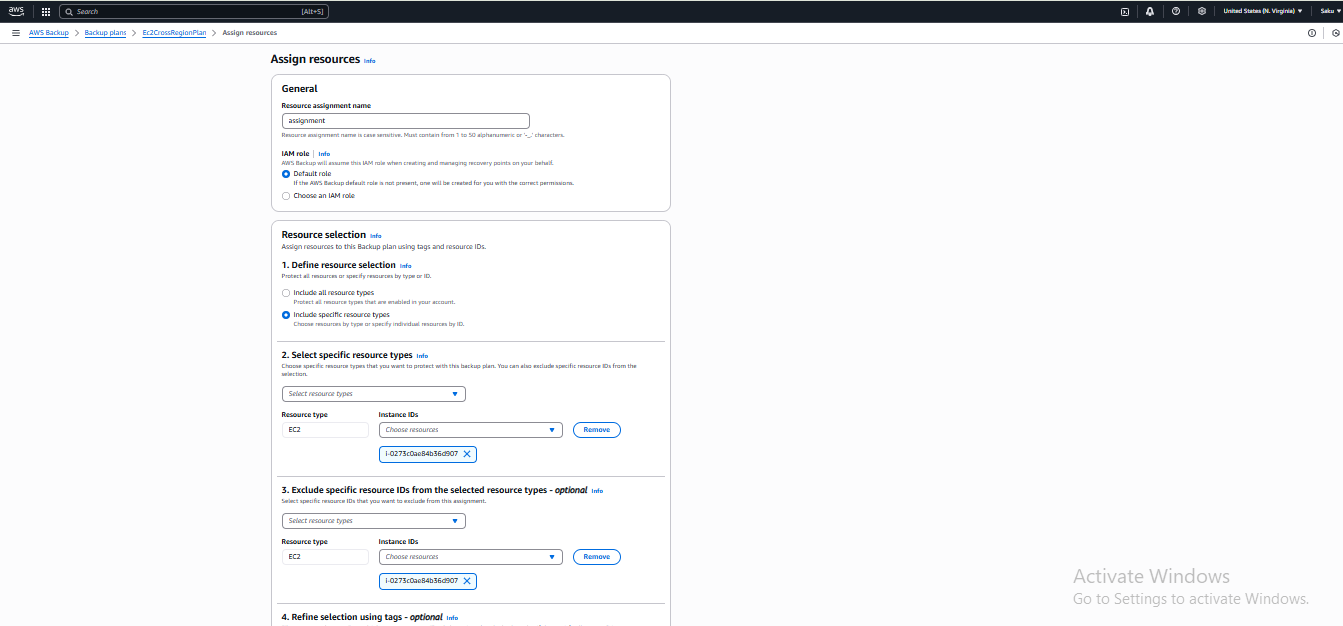 aws
Search [Alt+S]
United States (N. Virginia) ▼ Saku ▼
AWS Backup > Backup plans > Ec2CrossRegionPlan > Assign resources
Assign resources Info
General
Resource assignment name
assignment
Resource assignment name is case sensitive. Must contain from 1 to 50 alphanumeric or '-_.' characters.
IAM role | Info
AWS Backup will assume this IAM role when creating and managing recovery points on your behalf.
Default role
If the AWS Backup default role is not present, one will be created for you with the correct permissions.
Choose an IAM role
Resource selection Info
Assign resources to this Backup plan using tags and resource IDs.
1. Define resource selection Info
Protect all resources or specify resources by type or ID.
Include all resource types
Protect all resource types that are enabled in your account.
Include specific resource types
Choose resources by type or specify individual resources by ID.
2. Select specific resource types Info
Choose specific resource types that you want to protect with this backup plan. You can also exclude specific resource IDs from the
selection.
Select resource types
Resource type Instance IDs
EC2 Choose resources Remove
i-0273c0ae84b36d907
3. Exclude specific resource IDs from the selected resource types - optional Info
Select specific resource IDs that you want to exclude from this assignment.
Select resource types
Resource type Instance IDs
EC2 Choose resources Remove
i-0273c0ae84b36d907
4. Refine selection using tags - optional Info
Activate Windows
Go to Settings to activate Windows.